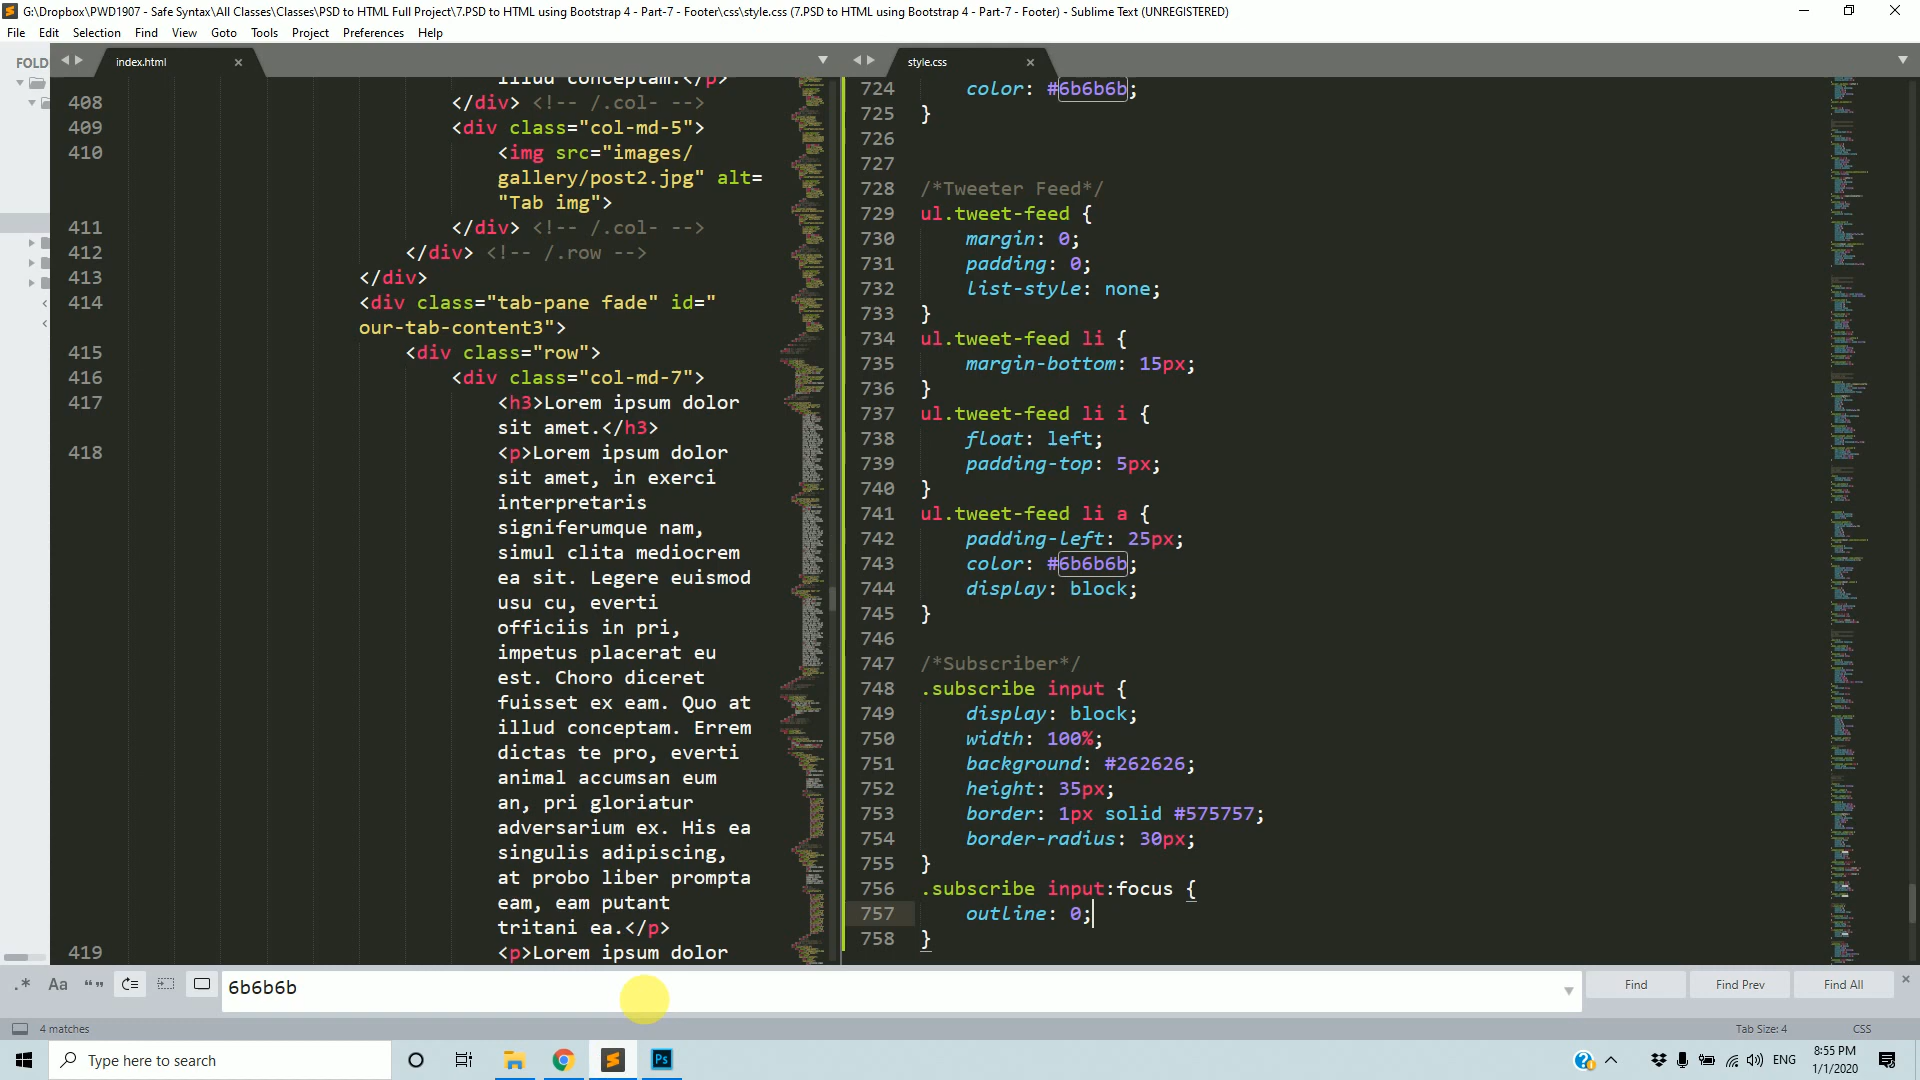 G:\Dropbox\PWD1907 - Safe Syntax\All Classes\Classes\PSD to HTML Full Project\7.PSD to HTML using Bootstrap 4 - Part-7 - Footer\css\style.css (7.PSD to HTML using Bootstrap 4 - Part-7 - Footer) - Sublime Text (UNREGISTERED)
File Edit Selection Find View Goto Tools Project Preferences Help
FOLD
index.html
style.css
illud conceptam.</p>
408 </div> <!-- /.col- -->
409 <div class="col-md-5">
410 <img src="images/
gallery/post2.jpg" alt=
"Tab img">
411 </div> <!-- /.col- -->
412 </div> <!-- /.row -->
413 </div>
414 <div class="tab-pane fade" id="
our-tab-content3">
415 <div class="row">
416 <div class="col-md-7">
417 <h3>Lorem ipsum dolor
sit amet.</h3>
418 <p>Lorem ipsum dolor
sit amet, in exerci
interpretaris
signiferumque nam,
simul clita mediocrem
ea sit. Legere euismod
usu cu, everti
officiis in pri,
impetus placerat eu
est. Choro diceret
fuisset ex eam. Quo at
illud conceptam. Errem
dictas te pro, everti
animal accumsan eum
an, pri gloriatur
adversarium ex. His ea
singulis adipiscing,
at probo liber prompta
eam, eam putant
tritani ea.</p>
419 <p>Lorem ipsum dolor
724 color: #6b6b6b;
725 }
726
727
728 /*Tweeter Feed*/
729 ul.tweet-feed {
730 margin: 0;
731 padding: 0;
732 list-style: none;
733 }
734 ul.tweet-feed li {
735 margin-bottom: 15px;
736 }
737 ul.tweet-feed li i {
738 float: left;
739 padding-top: 5px;
740 }
741 ul.tweet-feed li a {
742 padding-left: 25px;
743 color: #6b6b6b;
744 display: block;
745 }
746
747 /*Subscriber*/
748 .subscribe input {
749 display: block;
750 width: 100%;
751 background: #262626;
752 height: 35px;
753 border: 1px solid #575757;
754 border-radius: 30px;
755 }
756 .subscribe input:focus {
757 outline: 0;
758 }
.* Aa “” 6b6b6b Find Find Prev Find All
4 matches Tab Size: 4 CSS
Type here to search
Ps
ENG
8:55 PM
1/1/2020